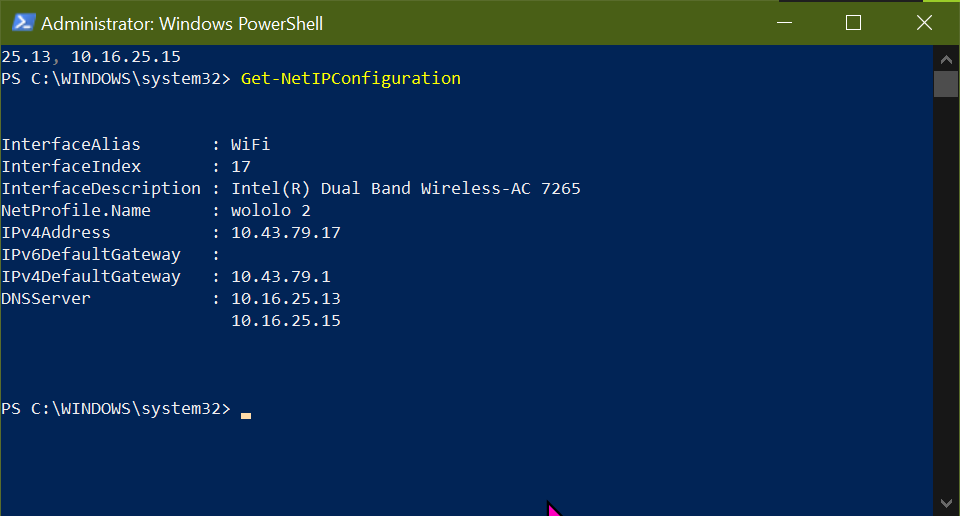 Administrator: Windows PowerShell
25.13, 10.16.25.15
PS C:\WINDOWS\system32> Get-NetIPConfiguration
InterfaceAlias       : WiFi
InterfaceIndex       : 17
InterfaceDescription : Intel(R) Dual Band Wireless-AC 7265
NetProfile.Name      : wololo 2
IPv4Address          : 10.43.79.17
IPv6DefaultGateway   :
IPv4DefaultGateway   : 10.43.79.1
DNSServer            : 10.16.25.13
                       10.16.25.15
PS C:\WINDOWS\system32>